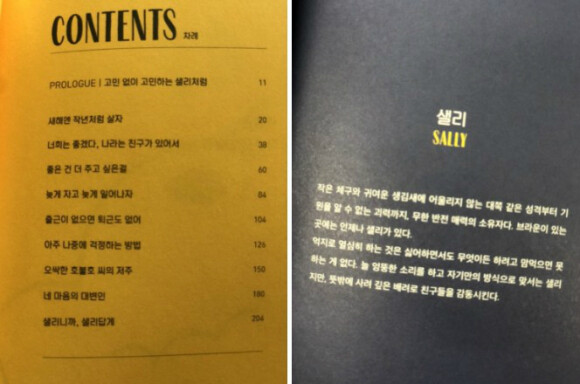 CONTENTS 차례
PROLOGUE | 고민 없이 고민하는 샐리처럼 11
새해엔 작년처럼 살자 20
너희는 좋겠다, 나라는 친구가 있어서 38
좋은 건 더 주고 싶은걸 60
늦게 자고 늦게 일어나자 84
출근이 없으면 퇴근도 없어 104
아주 나중에 걱정하는 방법 126
오싹한 호불호 씨의 저주 150
네 마음의 대변인 180
샐리니까, 샐리답게 204
샐리
SALLY
작은 체구와 귀여운 생김새에 어울리지 않는 대쪽 같은 성격부터 기
원을 알 수 없는 괴력까지, 무한 반전 매력의 소유자다. 브라운이 있는
곳에는 언제나 샐리가 있다.
억지로 열심히 하는 것은 싫어하면서도 무엇이든 하려고 맘먹으면 못
하는 게 없다. 늘 엉뚱한 소리를 하고 자기만의 방식으로 맞서는 샐리
지만, 뜻밖에 사려 깊은 배려로 친구들을 감동시킨다.